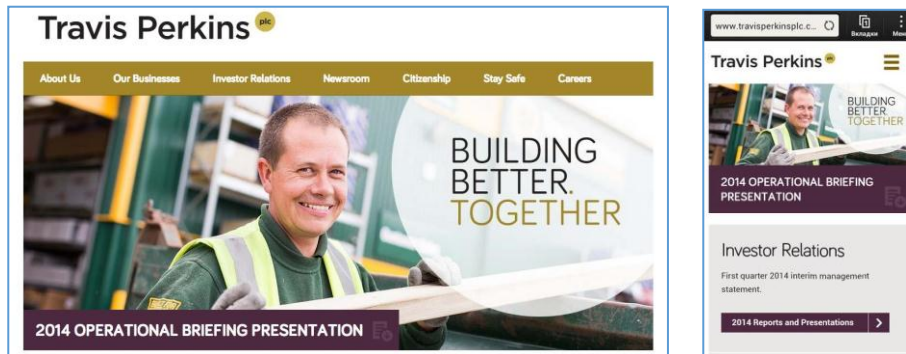 Travis Perkins plc
About Us Our Businesses Investor Relations Newsroom Citizenship Stay Safe Careers
BUILDING
BETTER.
TOGETHER
2014 OPERATIONAL BRIEFING PRESENTATION
www.travisperkinsplc.c...
Вкладки
Travis Perkins
BUILDING
BETTER.
TOGETHER
2014 OPERATIONAL BRIEFING
PRESENTATION
Investor Relations
First quarter 2014 interim management
statement.
2014 Reports and Presentations